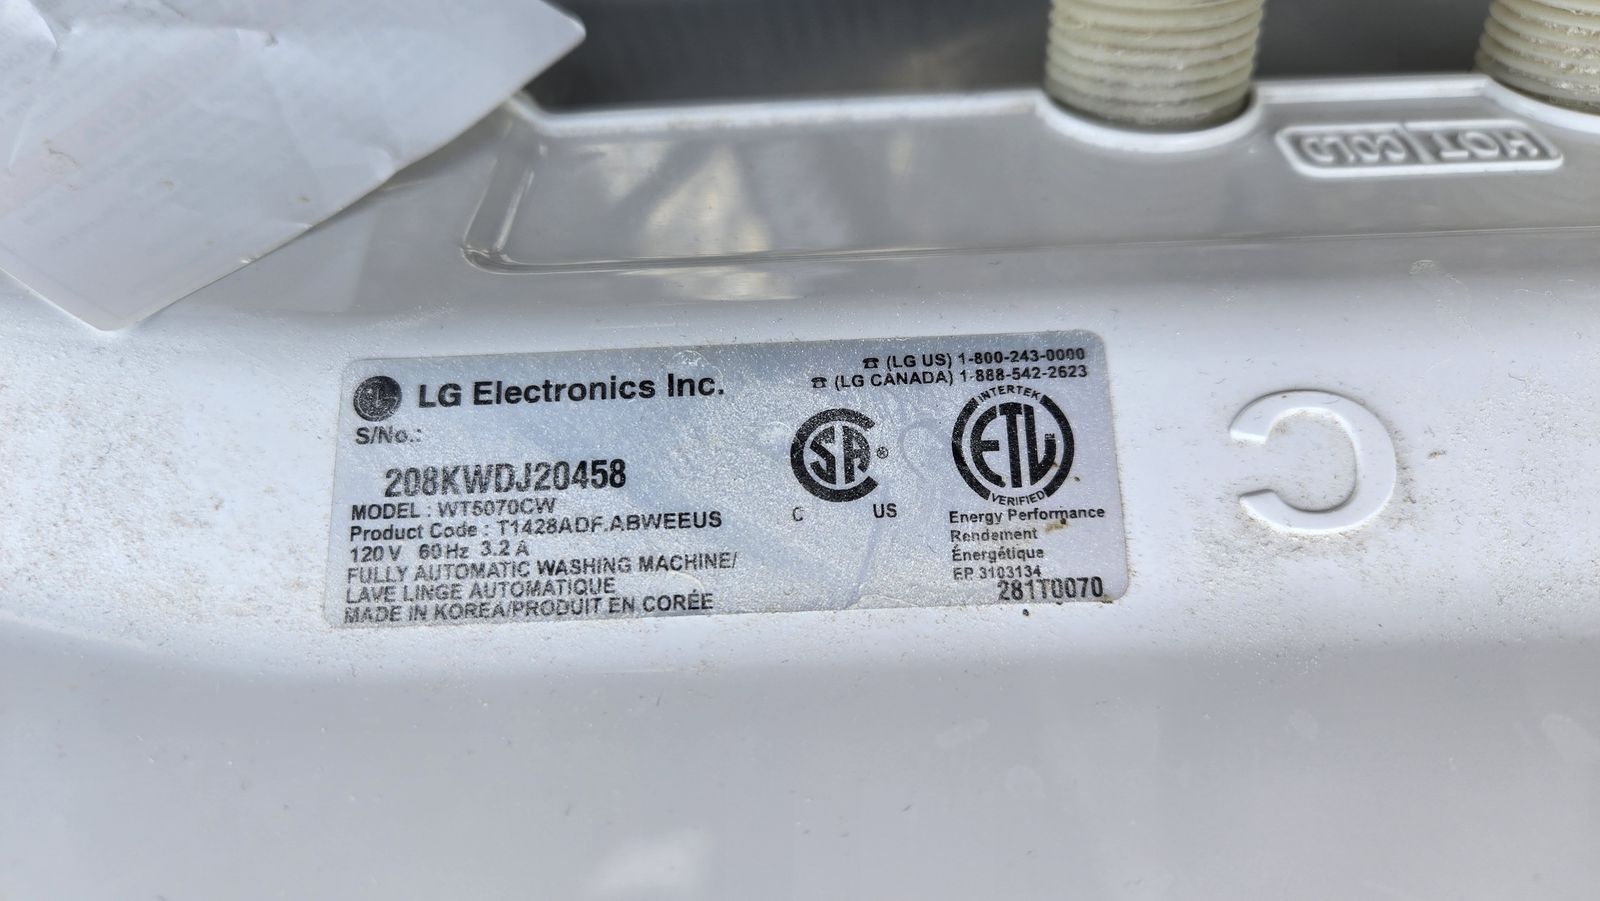 HOT COLD
LG Electronics Inc.
☎ (LG US) 1-800-243-0000
☎ (LG CANADA) 1-888-542-2623
S/No.:
208KWDJ20458
MODEL : WT5070CW
Product Code : T1428ADF.ABWEEUS
120 V 60 Hz 3.2 A
FULLY AUTOMATIC WASHING MACHINE/
LAVE LINGE AUTOMATIQUE
MADE IN KOREA/PRODUIT EN CORÉE
SA ®
C US
INTERTEK
ETL
VERIFIED
Energy Performance
Rendement
Énergétique
EP 3103134
281T0070
C